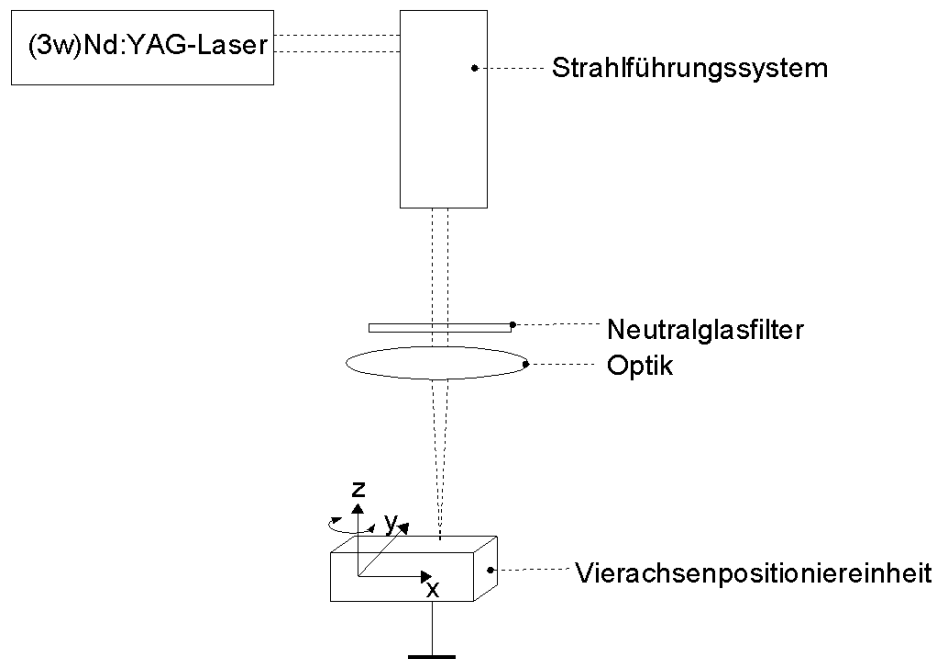 (3w)Nd:YAG-Laser
Strahlführungssystem
Neutralglasfilter
Optik
z
y
x
Vierachsenpositioniereinheit